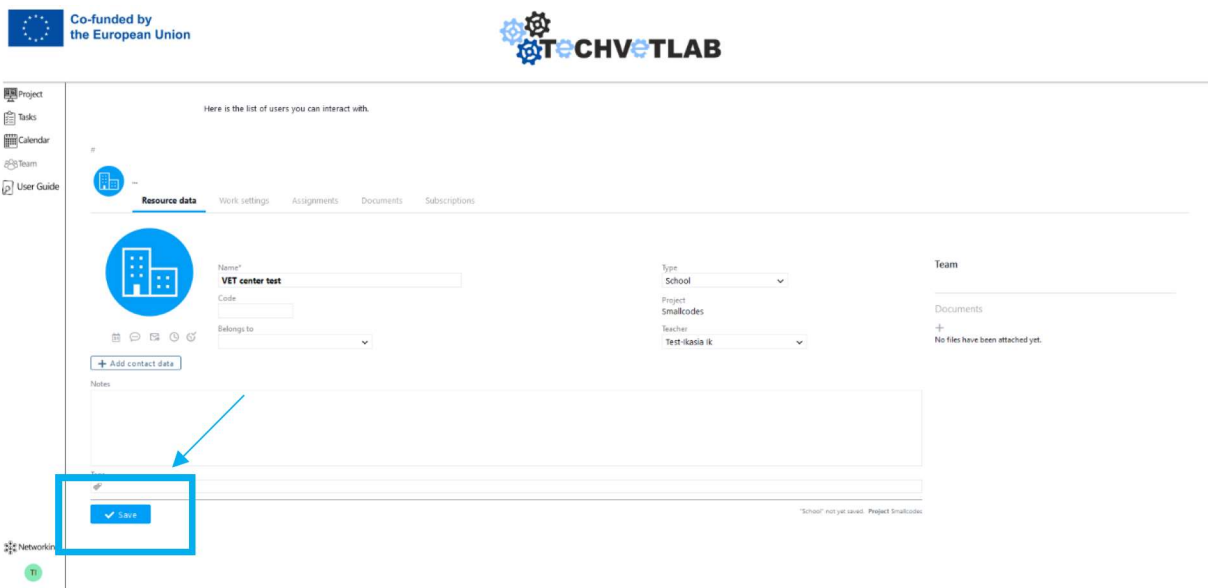 Co-funded by
the European Union
TeCHVeTLAB
Project
Tasks
Calendar
Team
User Guide
Here is the list of users you can interact with.
#
--
Resource data Work settings Assignments Documents Subscriptions
Name*
VET center test
Code
Belongs to
+ Add contact data
Type
School
Project
Smallcodes
Teacher
Test-ikasia Ik
Team
Documents
+
No files have been attached yet.
Notes
Save
"School" not yet saved. Project Smallcodes
Networkin
TI